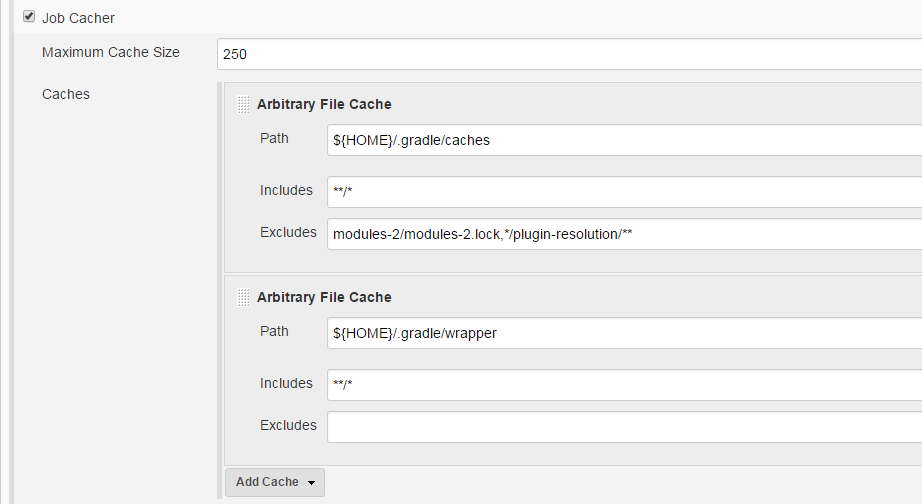 Job Cacher
Maximum Cache Size
250
Caches
Arbitrary File Cache
Path
${HOME}/.gradle/caches
Includes
**/*
Excludes
modules-2/modules-2.lock,*/plugin-resolution/**
Arbitrary File Cache
Path
${HOME}/.gradle/wrapper
Includes
**/*
Excludes
Add Cache